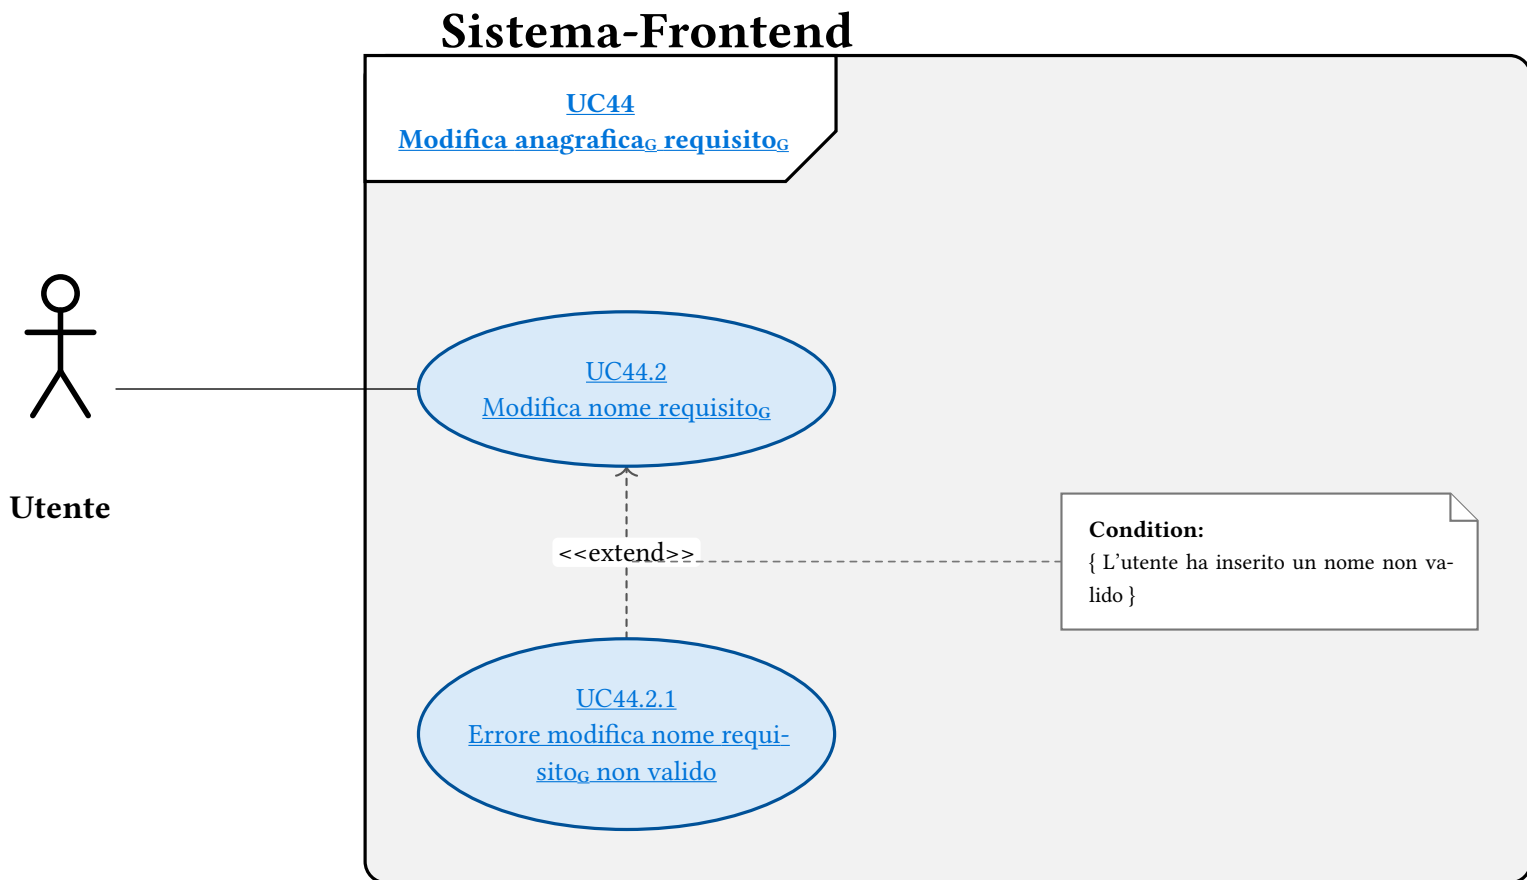 Sistema-Frontend
UC44
Modifica anagraficaG requisitoG
UC44.2
Modifica nome requisitoG
Utente
<<extend>>
Condition:
{ L’utente ha inserito un nome non va-
lido }
UC44.2.1
Errore modifica nome requi-
sitoG non valido